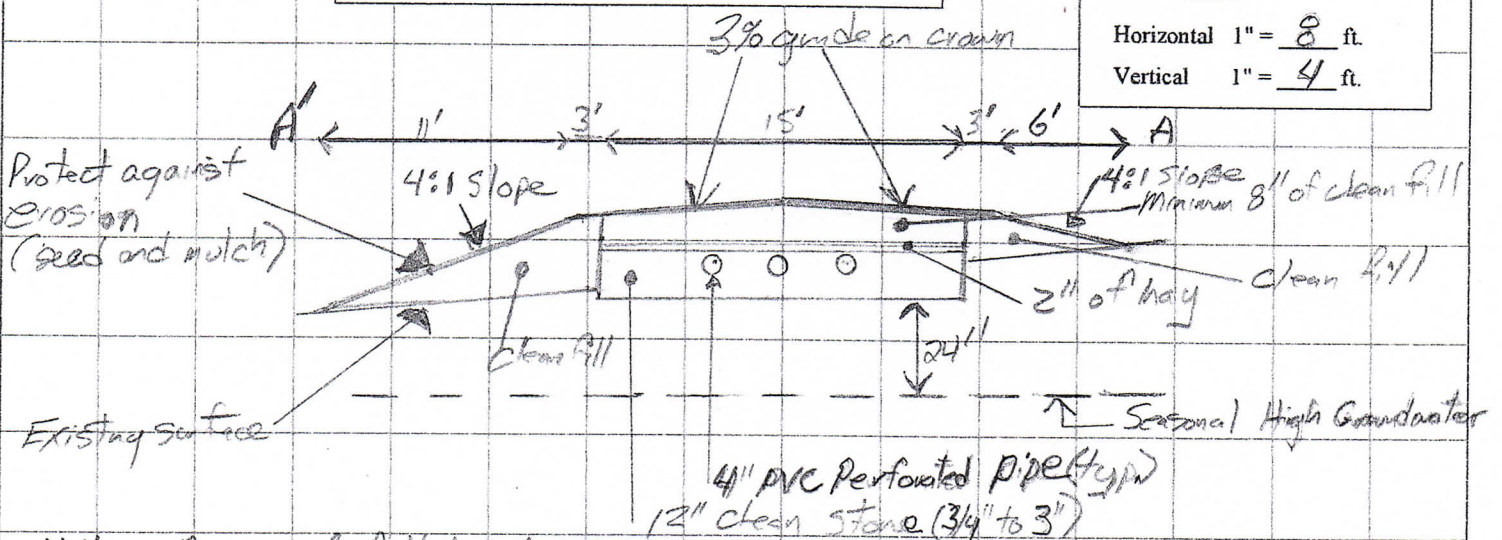 Horizontal 1" = 8 ft.
Vertical 1" = 4 ft.
3% grade on crown
A' 11' 3' 15' 3' 6' A
Protect against
erosion
(seed and mulch)
4:1 Slope
4:1 Slope
Minimum 8" of clean fill
clean fill
2" of hay
clean fill
24"
Existing surface
Seasonal High Groundwater
4" PVC Perforated pipe (typ)
12" clean stone (3/4" to 3")